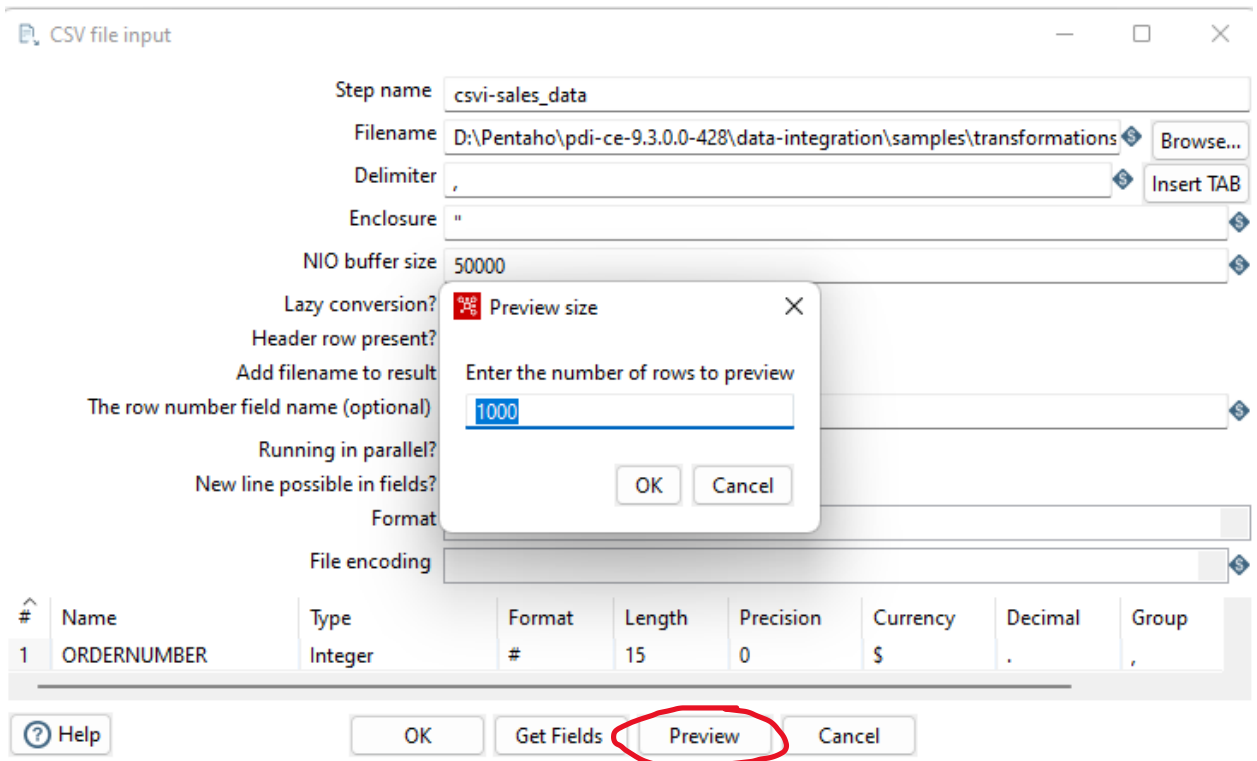 CSV file input
Step name csvi-sales_data
Filename D:\Pentaho\pdi-ce-9.3.0.0-428\data-integration\samples\transformations Browse...
Delimiter , Insert TAB
Enclosure "
NIO buffer size 50000
Lazy conversion?
Header row present?
Add filename to result
The row number field name (optional)
Running in parallel?
New line possible in fields?
Format
File encoding
Preview size
Enter the number of rows to preview
1000
OK Cancel
# Name Type Format Length Precision Currency Decimal Group
1 ORDERNUMBER Integer # 15 0 $ . ,
Help OK Get Fields Preview Cancel